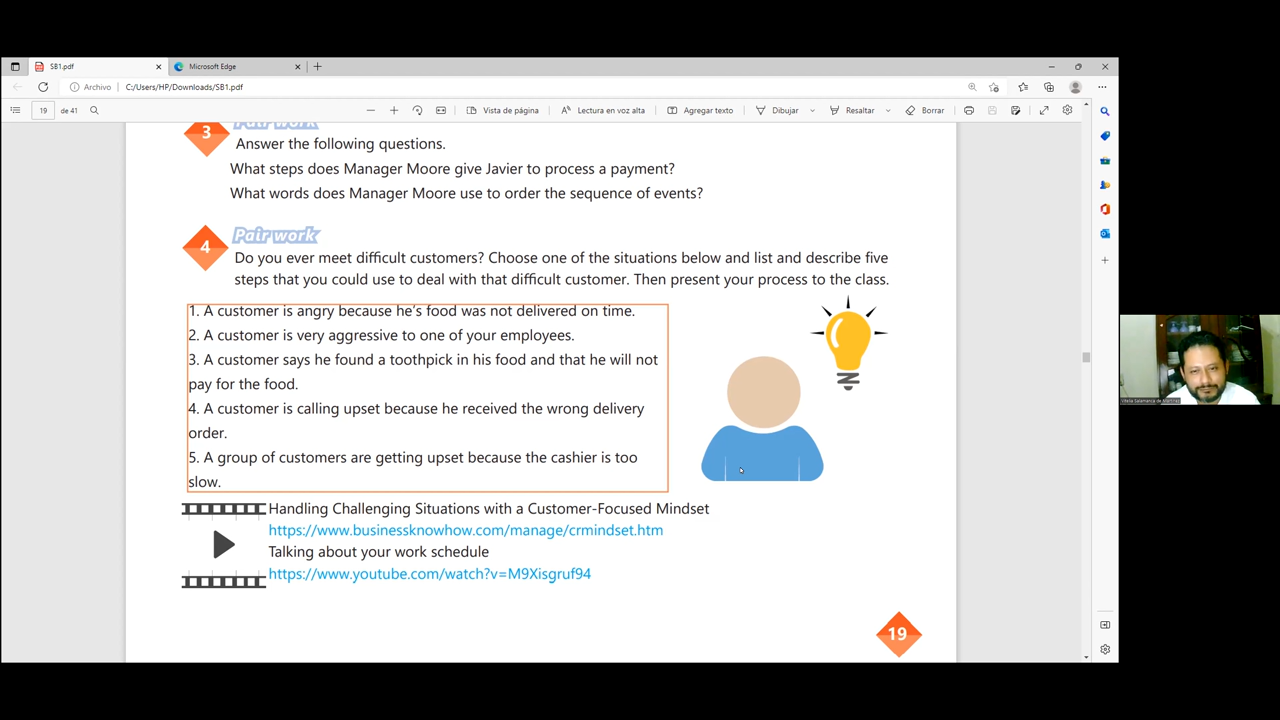 SB1.pdf
Microsoft Edge
Archivo
C:/Users/HP/Downloads/SB1.pdf
19
de 41
Vista de página
Lectura en voz alta
Agregar texto
Dibujar
Resaltar
Borrar
3
Pair work
Answer the following questions.
What steps does Manager Moore give Javier to process a payment?
What words does Manager Moore use to order the sequence of events?
4
Pair work
Do you ever meet difficult customers? Choose one of the situations below and list and describe five
steps that you could use to deal with that difficult customer. Then present your process to the class.
1. A customer is angry because he's food was not delivered on time.
2. A customer is very aggressive to one of your employees.
3. A customer says he found a toothpick in his food and that he will not
pay for the food.
4. A customer is calling upset because he received the wrong delivery
order.
5. A group of customers are getting upset because the cashier is too
slow.
Handling Challenging Situations with a Customer-Focused Mindset
https://www.businessknowhow.com/manage/crmindset.htm
Talking about your work schedule
https://www.youtube.com/watch?v=M9Xisgruf94
19